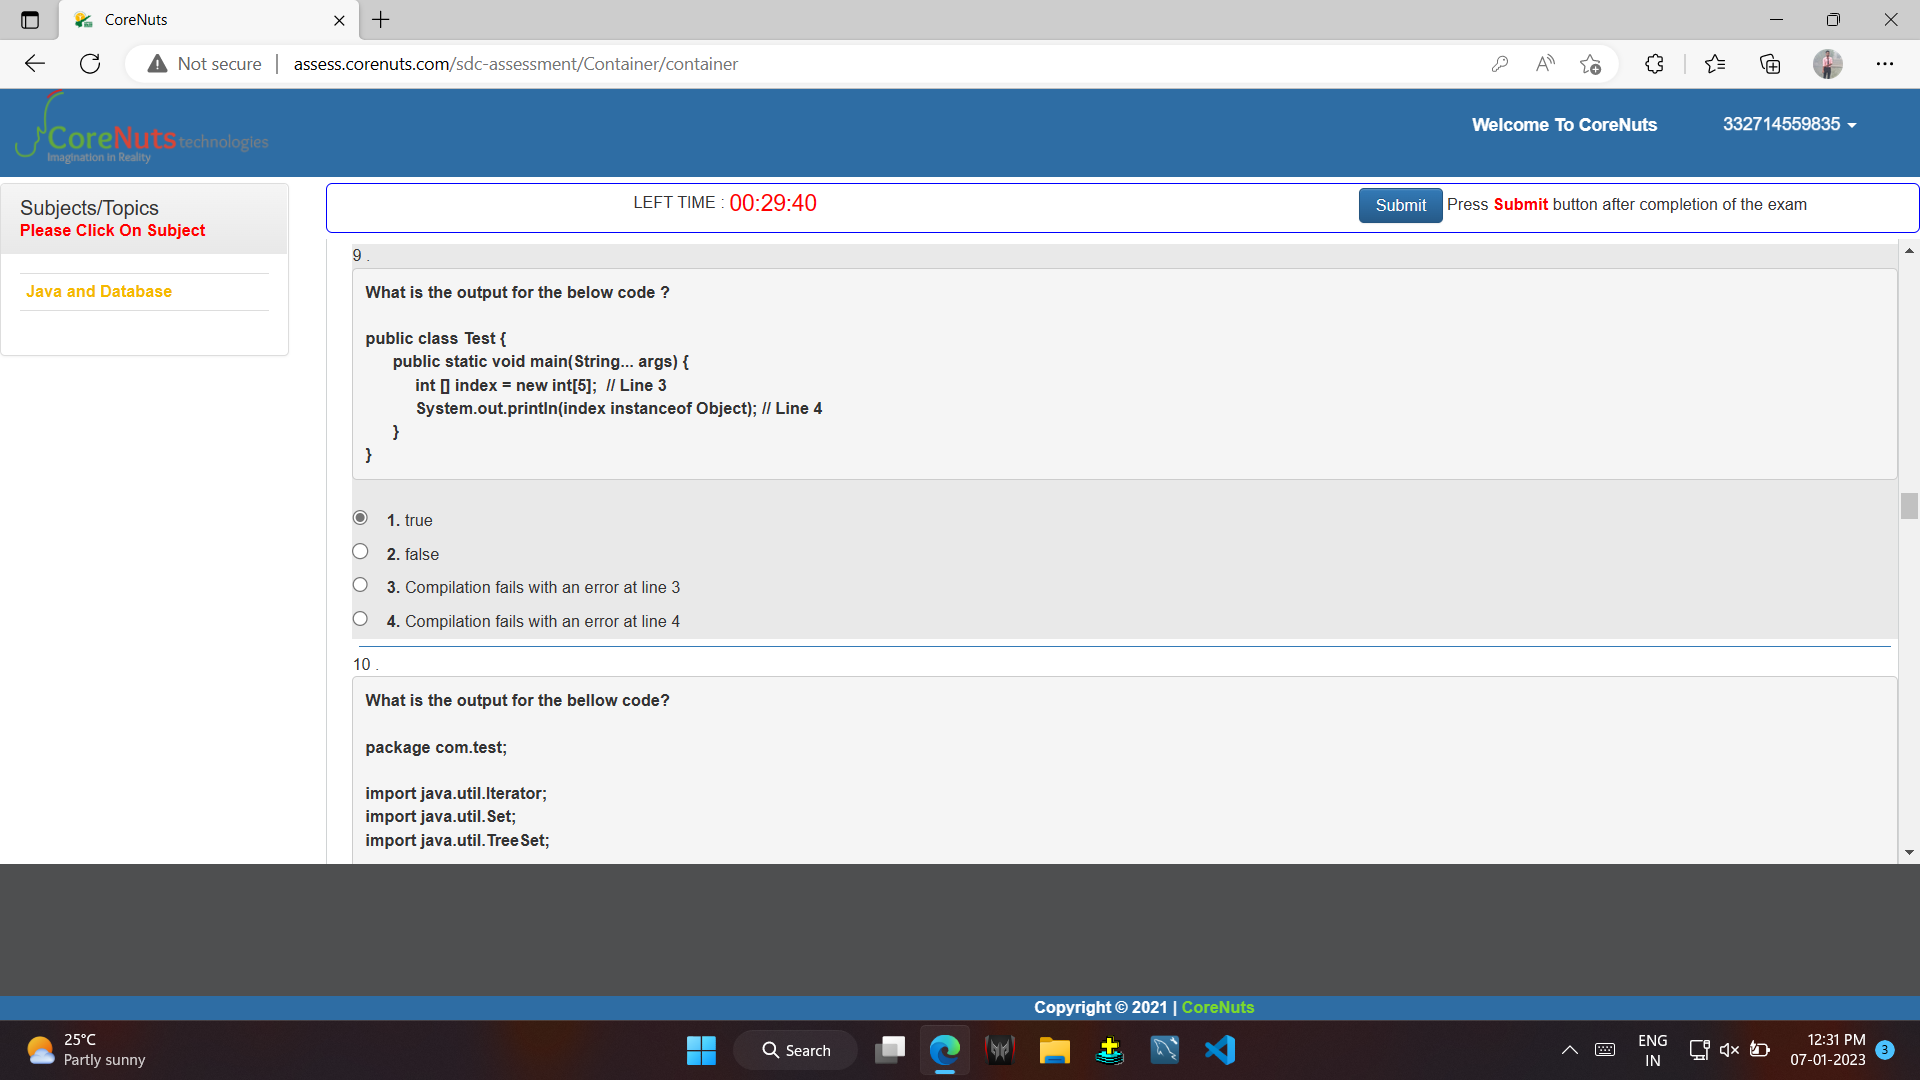 CoreNuts
Not secure
assess.corenuts.com/sdc-assessment/Container/container
CoreNuts technologies
Imagination in Reality
Welcome To CoreNuts
332714559835
Subjects/Topics
Please Click On Subject
Java and Database
LEFT TIME : 00:29:40
Submit Press Submit button after completion of the exam
9 .
What is the output for the below code ?
public class Test {
public static void main(String... args) {
int [] index = new int[5]; // Line 3
System.out.println(index instanceof Object); // Line 4
}
}
1. true
2. false
3. Compilation fails with an error at line 3
4. Compilation fails with an error at line 4
10 .
What is the output for the bellow code?
package com.test;
import java.util.Iterator;
import java.util.Set;
import java.util.TreeSet;
Copyright © 2021 | CoreNuts
25°C
Partly sunny
Search
ENG
IN
12:31 PM
07-01-2023
3